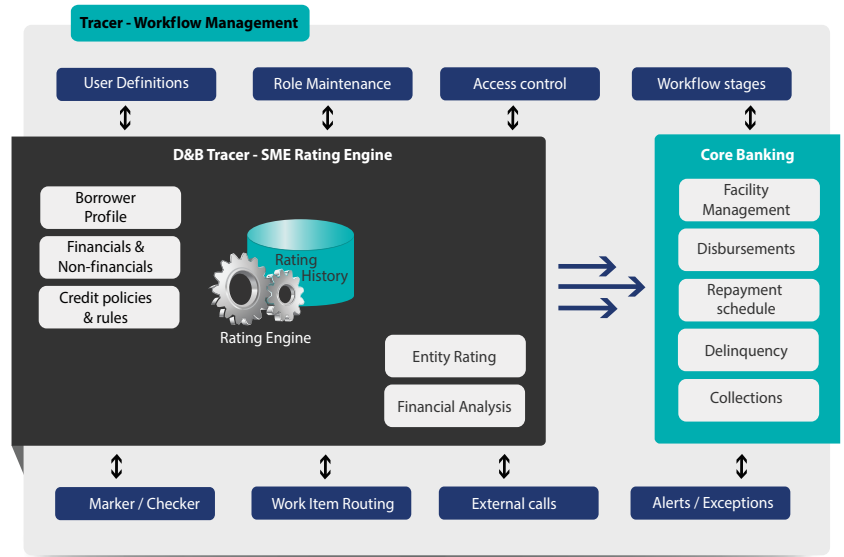 Tracer - Workflow Management
User Definitions
Role Maintenance
Access control
Workflow stages
D&B Tracer - SME Rating Engine
Borrower
Profile
Financials &
Non-financials
Credit policies
& rules
Rating
History
Rating Engine
Entity Rating
Financial Analysis
Core Banking
Facility
Management
Disbursements
Repayment
schedule
Delinquency
Collections
Marker / Checker
Work Item Routing
External calls
Alerts / Exceptions